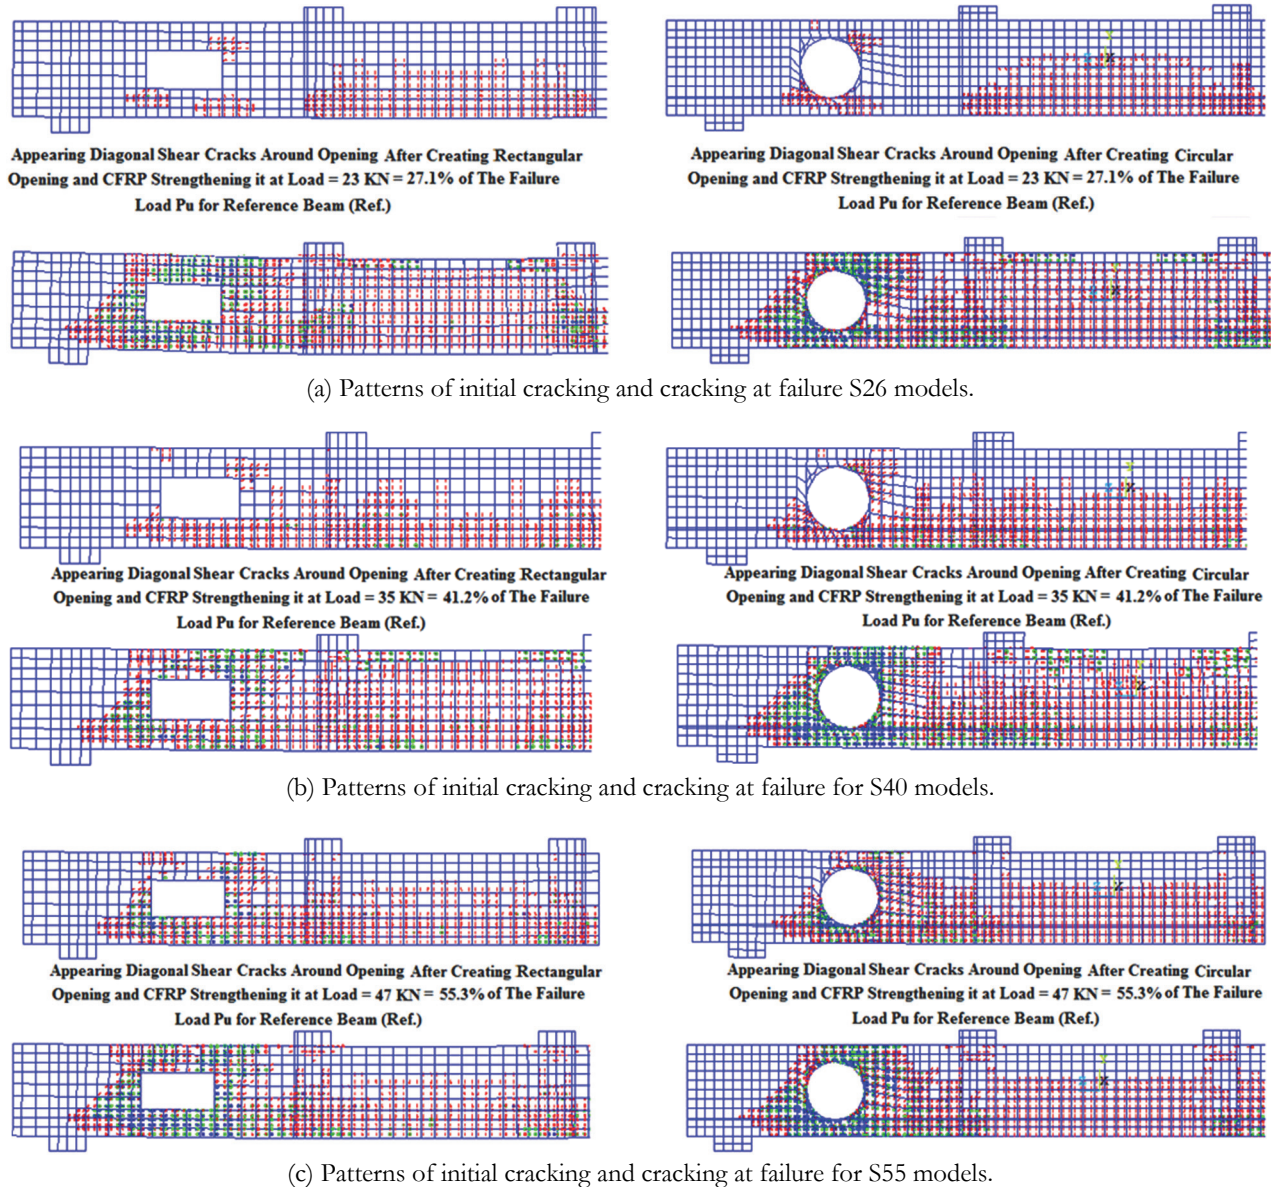 Appearing Diagonal Shear Cracks Around Opening After Creating Rectangular
Opening and CFRP Strengthening it at Load = 23 KN = 27.1% of The Failure
Load Pu for Reference Beam (Ref.)
Appearing Diagonal Shear Cracks Around Opening After Creating Circular
Opening and CFRP Strengthening it at Load = 23 KN = 27.1% of The Failure
Load Pu for Reference Beam (Ref.)
(a) Patterns of initial cracking and cracking at failure S26 models.
Appearing Diagonal Shear Cracks Around Opening After Creating Rectangular
Opening and CFRP Strengthening it at Load = 35 KN = 41.2% of The Failure
Load Pu for Reference Beam (Ref.)
Appearing Diagonal Shear Cracks Around Opening After Creating Circular
Opening and CFRP Strengthening it at Load = 35 KN = 41.2% of The Failure
Load Pu for Reference Beam (Ref.)
(b) Patterns of initial cracking and cracking at failure for S40 models.
Appearing Diagonal Shear Cracks Around Opening After Creating Rectangular
Opening and CFRP Strengthening it at Load = 47 KN = 55.3% of The Failure
Load Pu for Reference Beam (Ref.)
Appearing Diagonal Shear Cracks Around Opening After Creating Circular
Opening and CFRP Strengthening it at Load = 47 KN = 55.3% of The Failure
Load Pu for Reference Beam (Ref.)
(c) Patterns of initial cracking and cracking at failure for S55 models.